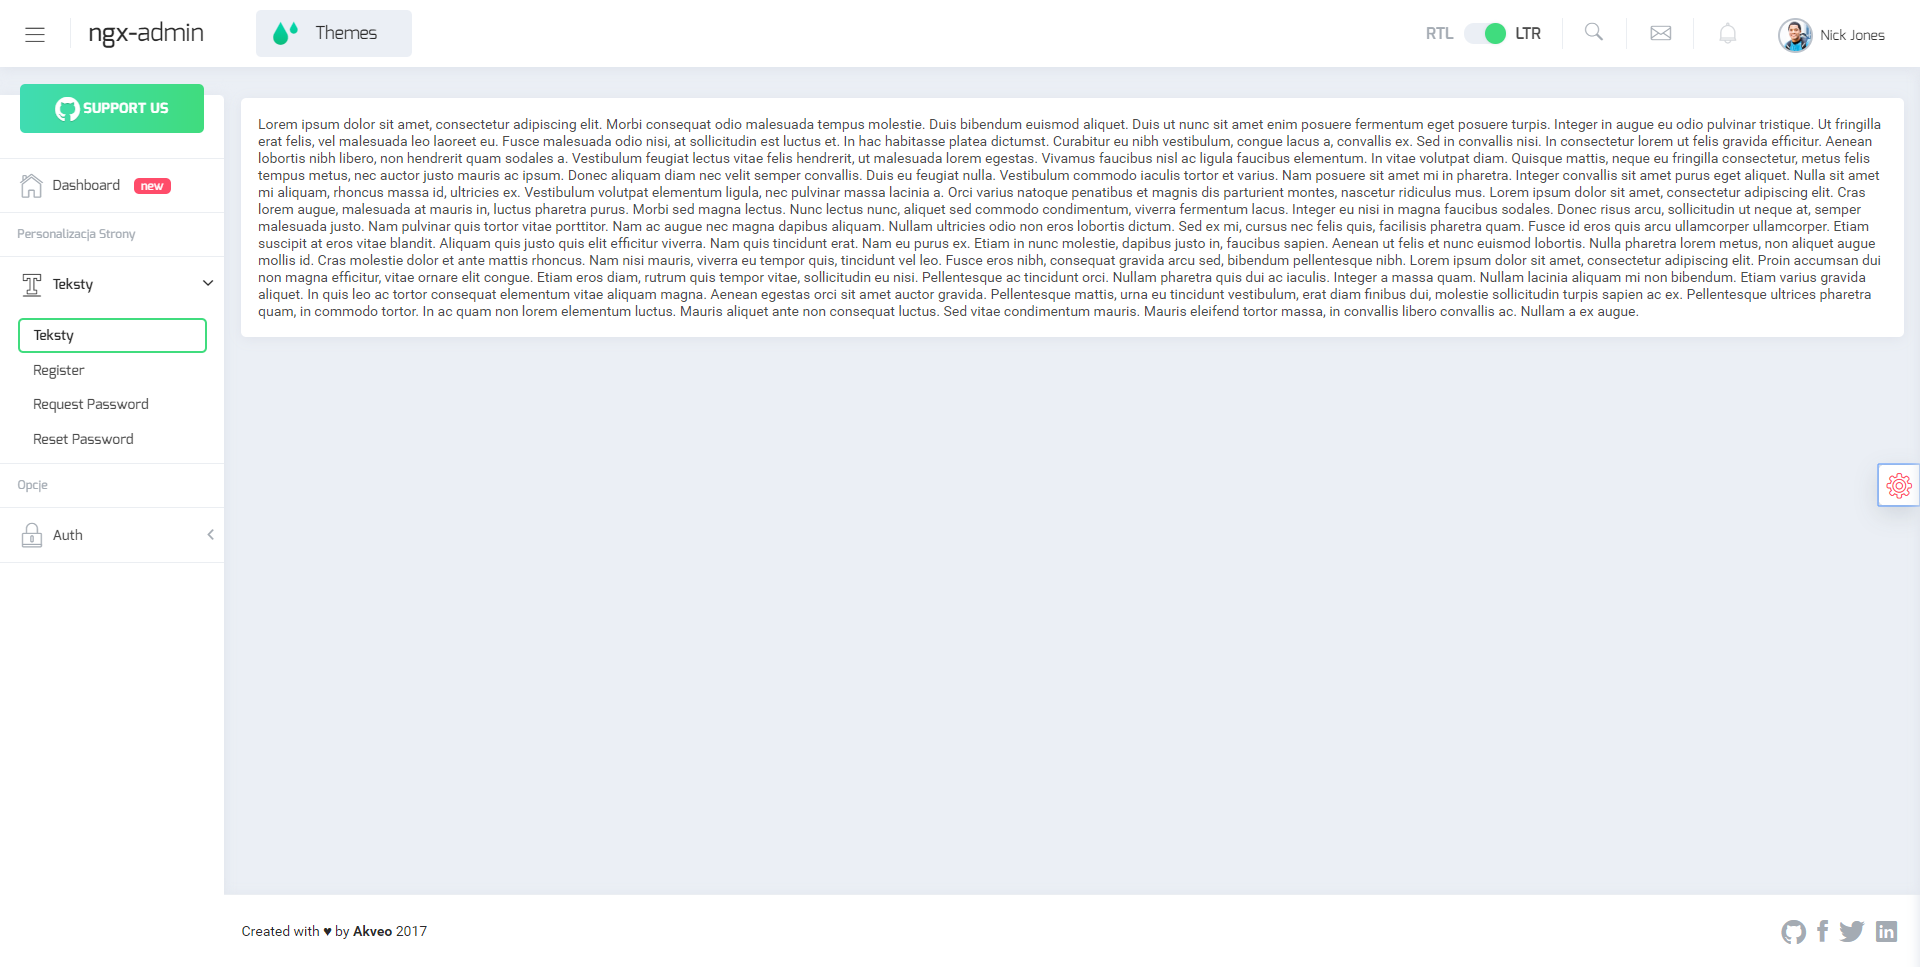 ngx-admin
Themes
RTL LTR
Nick Jones
SUPPORT US
Dashboard new
Personalizacja Strony
Teksty
Teksty
Register
Request Password
Reset Password
Opcje
Auth
Lorem ipsum dolor sit amet, consectetur adipiscing elit. Morbi consequat odio malesuada tempus molestie. Duis bibendum euismod aliquet. Duis ut nunc sit amet enim posuere fermentum eget posuere turpis. Integer in augue eu odio pulvinar tristique. Ut fringilla
erat felis, vel malesuada leo laoreet eu. Fusce malesuada odio nisi, at sollicitudin est luctus et. In hac habitasse platea dictumst. Curabitur eu nibh vestibulum, congue lacus a, convallis ex. Sed in convallis nisi. In consectetur lorem ut felis gravida efficitur. Aenean
lobortis nibh libero, non hendrerit quam sodales a. Vestibulum feugiat lectus vitae felis hendrerit, ut malesuada lorem egestas. Vivamus faucibus nisl ac ligula faucibus elementum. In vitae volutpat diam. Quisque mattis, neque eu fringilla consectetur, metus felis
tempus metus, nec auctor justo mauris ac ipsum. Donec aliquam diam nec velit semper convallis. Duis eu feugiat nulla. Vestibulum commodo iaculis tortor et varius. Nam posuere sit amet mi in pharetra. Integer convallis sit amet purus eget aliquet. Nulla sit amet
mi aliquam, rhoncus massa id, ultricies ex. Vestibulum volutpat elementum ligula, nec pulvinar massa lacinia a. Orci varius natoque penatibus et magnis dis parturient montes, nascetur ridiculus mus. Lorem ipsum dolor sit amet, consectetur adipiscing elit. Cras
lorem augue, malesuada at mauris in, luctus pharetra purus. Morbi sed magna lectus. Nunc lectus nunc, aliquet sed commodo condimentum, viverra fermentum lacus. Integer eu nisi in magna faucibus sodales. Donec risus arcu, sollicitudin ut neque at, semper
malesuada justo. Nam pulvinar quis tortor vitae porttitor. Nam ac augue nec magna dapibus aliquam. Nullam ultricies odio non eros lobortis dictum. Sed ex mi, cursus nec felis quis, facilisis pharetra quam. Fusce id eros quis arcu ullamcorper ullamcorper. Etiam
suscipit at eros vitae blandit. Aliquam quis justo quis elit efficitur viverra. Nam quis tincidunt erat. Nam eu purus ex. Etiam in nunc molestie, dapibus justo in, faucibus sapien. Aenean ut felis et nunc euismod lobortis. Nulla pharetra lorem metus, non aliquet augue
mollis id. Cras molestie dolor et ante mattis rhoncus. Nam nisi mauris, viverra eu tempor quis, tincidunt vel leo. Fusce eros nibh, consequat gravida arcu sed, bibendum pellentesque nibh. Lorem ipsum dolor sit amet, consectetur adipiscing elit. Proin accumsan dui
non magna efficitur, vitae ornare elit congue. Etiam eros diam, rutrum quis tempor vitae, sollicitudin eu nisi. Pellentesque ac tincidunt orci. Nullam pharetra quis dui ac iaculis. Integer a massa quam. Nullam lacinia aliquam mi non bibendum. Etiam varius gravida
aliquet. In quis leo ac tortor consequat elementum vitae aliquam magna. Aenean egestas orci sit amet auctor gravida. Pellentesque mattis, urna eu tincidunt vestibulum, erat diam finibus dui, molestie sollicitudin turpis sapien ac ex. Pellentesque ultrices pharetra
quam, in commodo tortor. In ac quam non lorem elementum luctus. Mauris aliquet ante non consequat luctus. Sed vitae condimentum mauris. Mauris eleifend tortor massa, in convallis libero convallis ac. Nullam a ex augue.
Created with ♥ by Akveo 2017